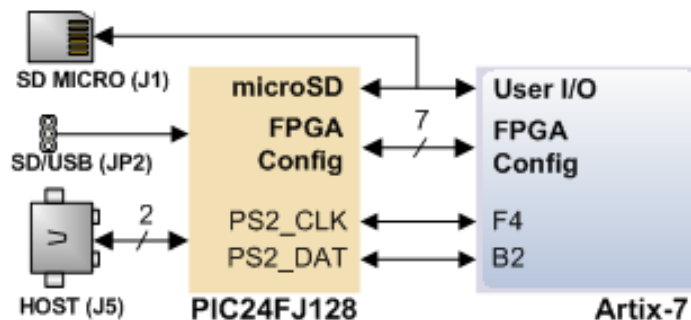 SD MICRO (J1)
microSD
User I/O
7
FPGA
Config
FPGA
Config
SD/USB (JP2)
2
PS2_CLK
F4
PS2_DAT
B2
HOST (J5)
PIC24FJ128
Artix-7